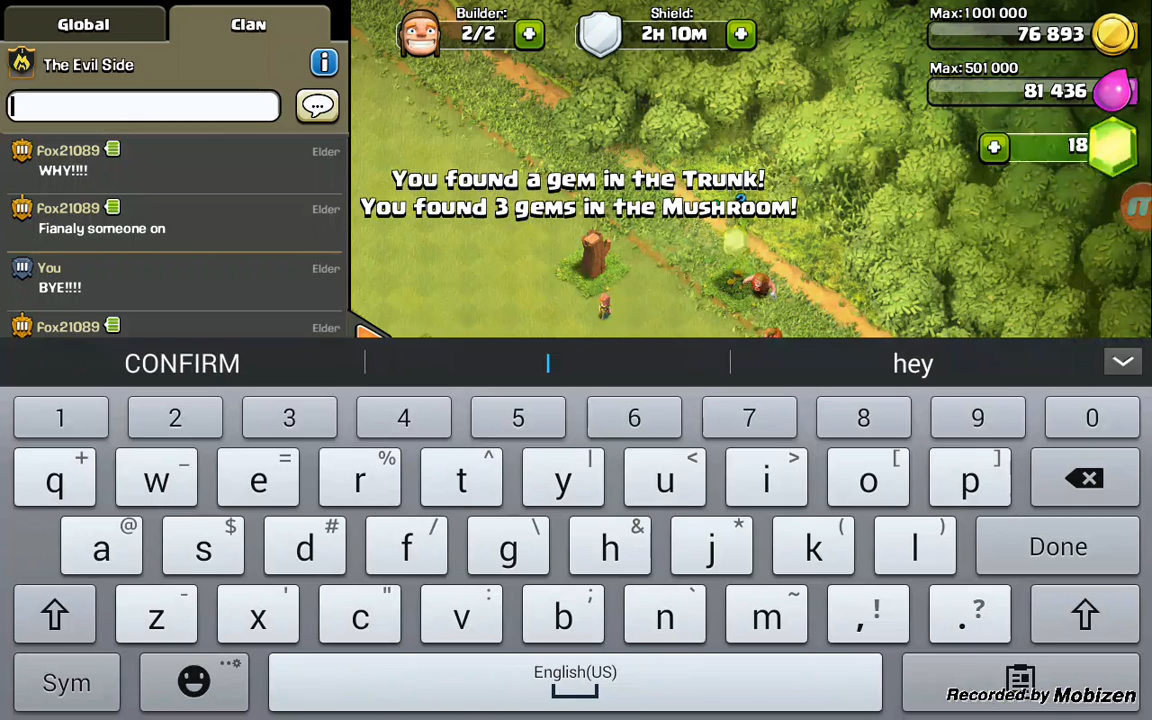 Global
Clan
The Evil Side
fox21089
Elder
WHY!!!!
fox21089
Elder
Fianaly someone on
You
Elder
BYE!!!!
fox21089
Elder
Builder:
2/2
Shield:
2h 10m
Max: 1 001 000
76 893
Max: 501 000
81 436
18
You found a gem in the Trunk!
You found 3 gems in the Mushroom!
CONFIRM
hey
1 2 3 4 5 6 7 8 9 0
+ _ = % ^ | < > [ ]
q w e r t y u i o p
@ $ # / \ & * ( )
a s d f g h j k l Done
- ' " : ; ` ~ ! ?
z x c v b n m , .
Sym
English(US)
Recorded by Mobizen